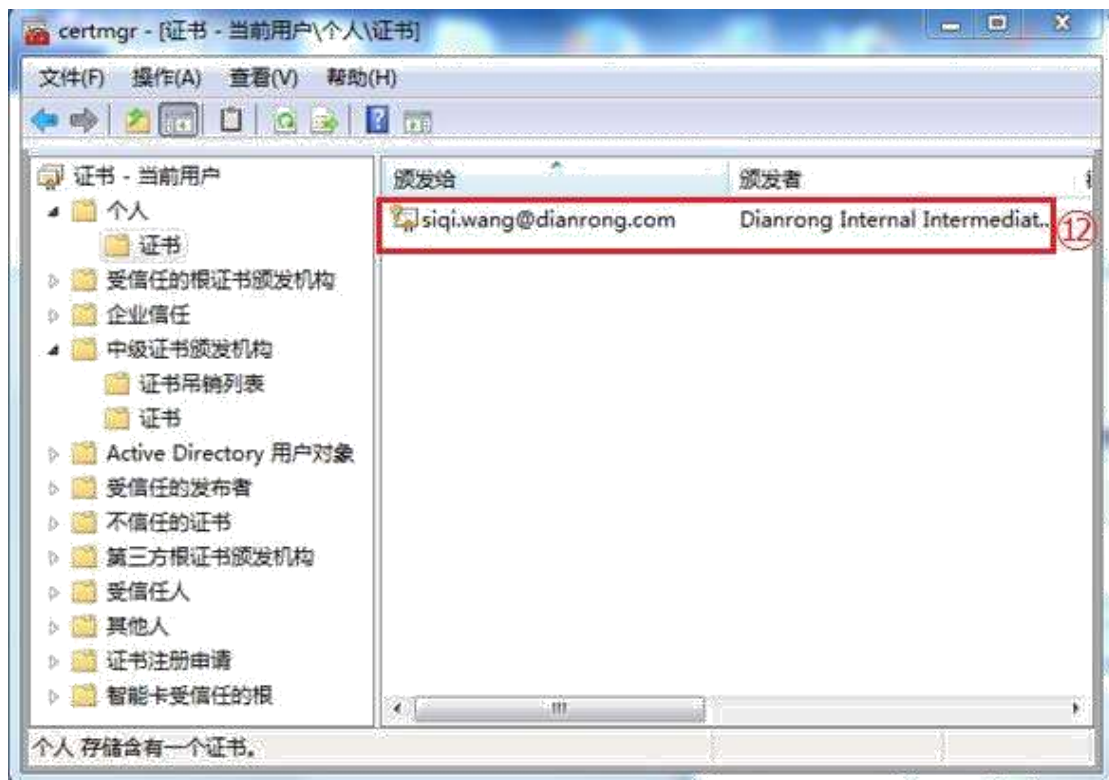 certmgr - [证书 - 当前用户\个人\证书]
文件(F) 操作(A) 查看(V) 帮助(H)
证书 - 当前用户
个人
证书
受信任的根证书颁发机构
企业信任
中级证书颁发机构
证书吊销列表
证书
Active Directory 用户对象
受信任的发布者
不信任的证书
第三方根证书颁发机构
受信任人
其他人
证书注册申请
智能卡受信任的根
颁发给 颁发者
siqi.wang@dianrong.com Dianrong Internal Intermediat...
⑫
个人 存储含有一个证书。